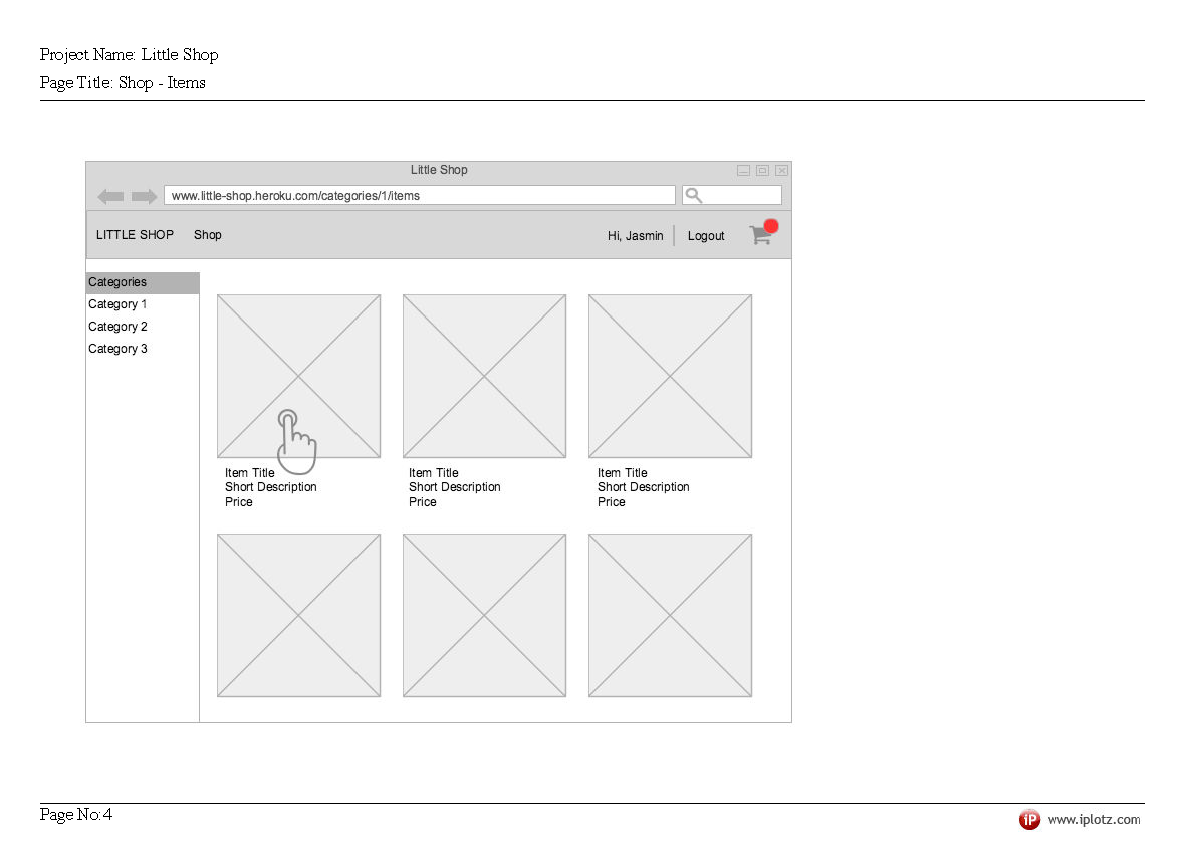 Project Name: Little Shop
Page Title: Shop - Items
Little Shop
www.little-shop.heroku.com/categories/1/items
LITTLE SHOP Shop Hi, Jasmin Logout
Categories
Category 1
Category 2
Category 3
Item Title Item Title Item Title
Short Description Short Description Short Description
Price Price Price
Page No:4
iP www.iplotz.com